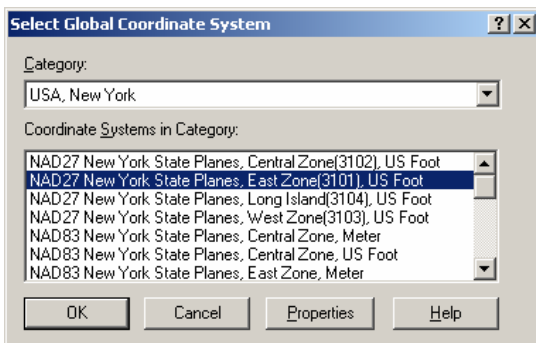 Select Global Coordinate System
Category:
USA, New York
Coordinate Systems in Category:
NAD27 New York State Planes, Central Zone(3102), US Foot
NAD27 New York State Planes, East Zone(3101), US Foot
NAD27 New York State Planes, Long Island(3104), US Foot
NAD27 New York State Planes, West Zone(3103), US Foot
NAD83 New York State Planes, Central Zone, Meter
NAD83 New York State Planes, Central Zone, US Foot
NAD83 New York State Planes, East Zone, Meter
OK Cancel Properties Help